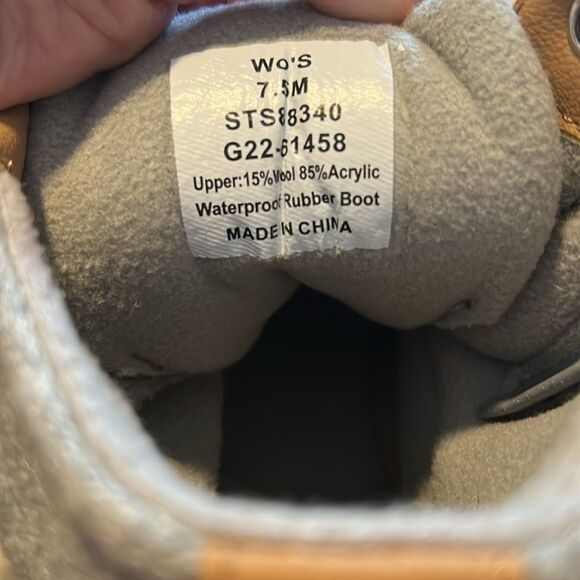 Wo'S
7.5M
STS88340
G22-61458
Upper:15%Wool 85%Acrylic
Waterproof Rubber Boot
MADE IN CHINA